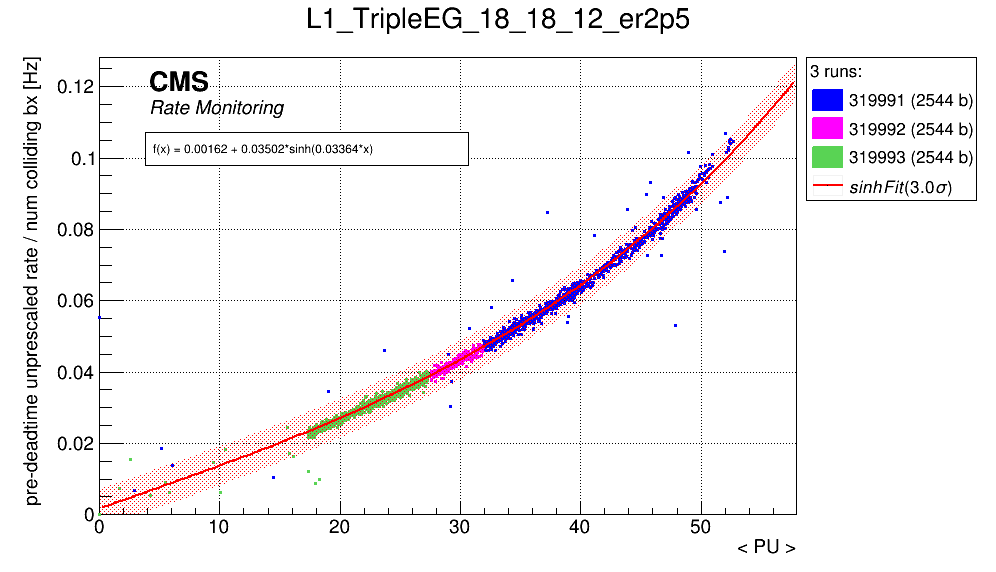 L1_TripleEG_18_18_12_er2p5
pre-deadtime unprescaled rate / num colliding bx [Hz]
CMS
Rate Monitoring
f(x) = 0.00162 + 0.03502*sinh(0.03364*x)
0.12
0.1
0.08
0.06
0.04
0.02
0
0 10 20 30 40 50
< PU >
3 runs:
319991 (2544 b)
319992 (2544 b)
319993 (2544 b)
sinhFit(3.0σ)